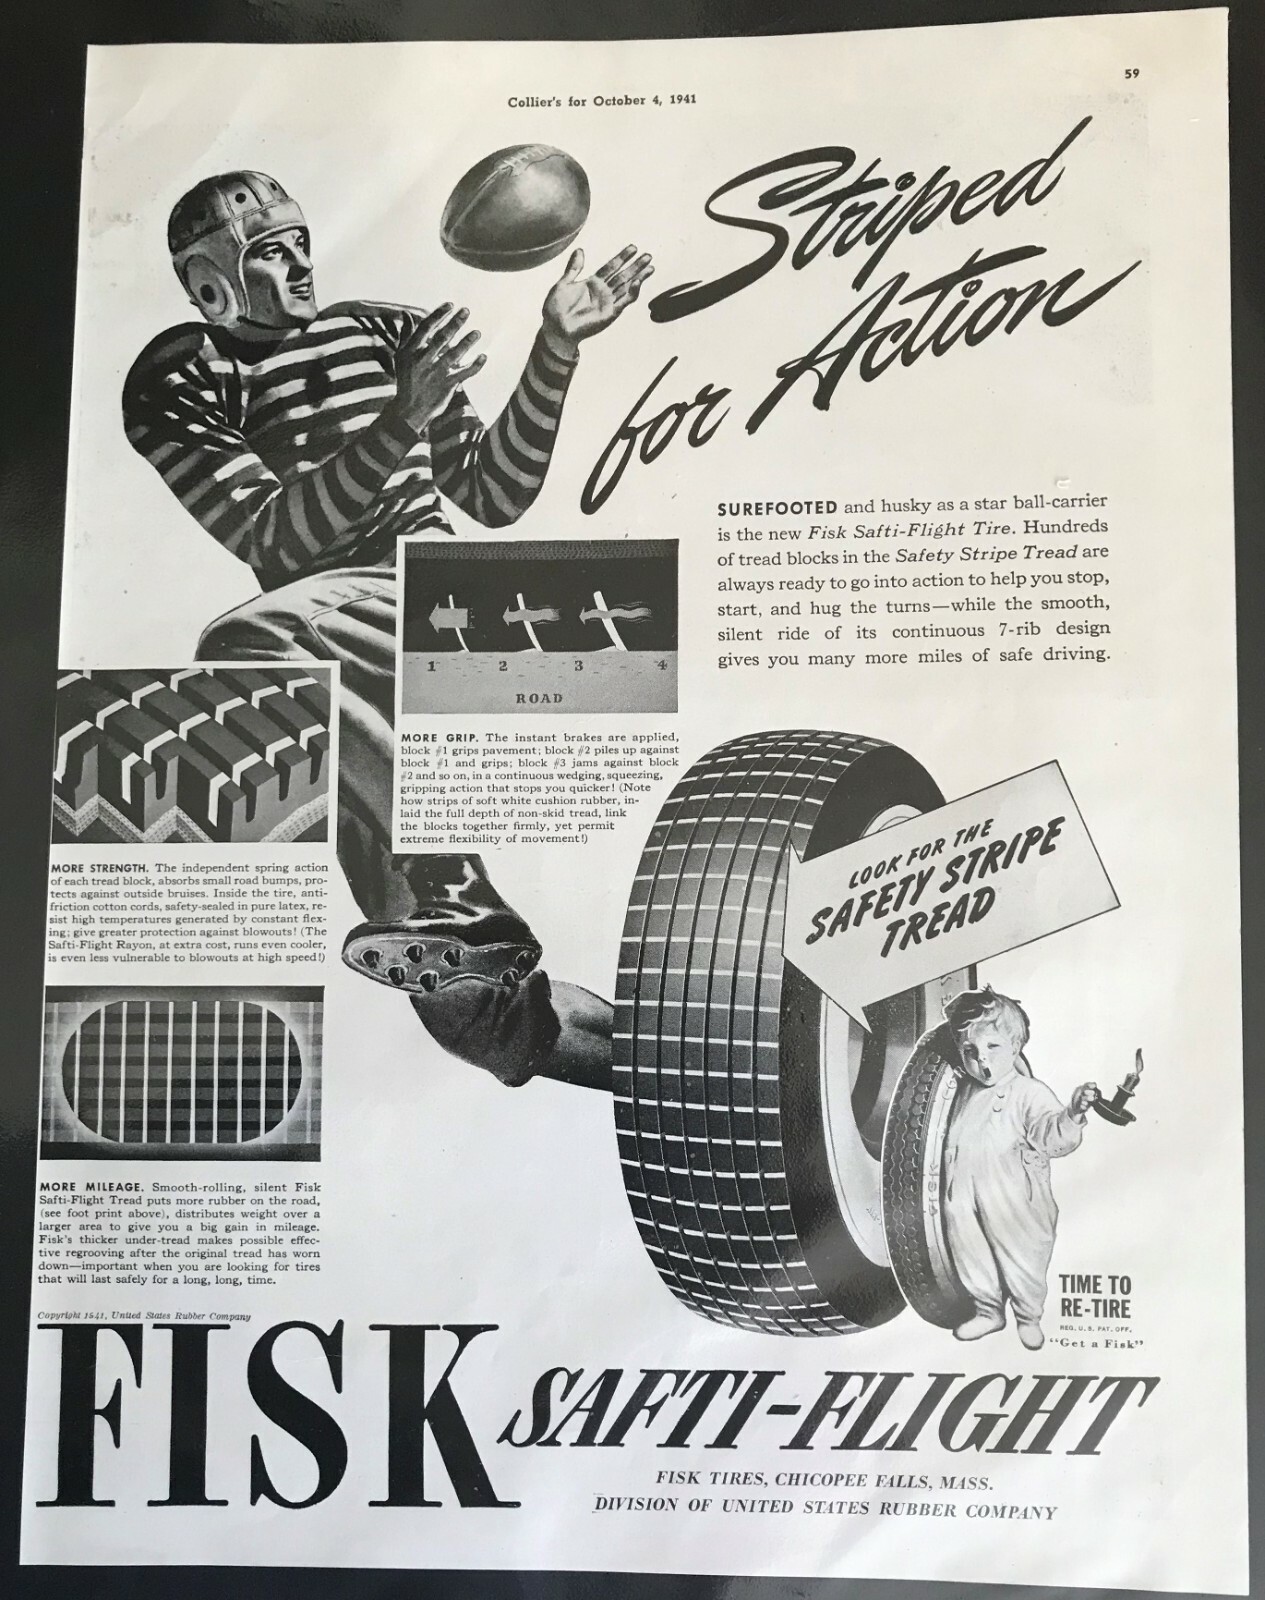 59
Collier's for October 4, 1941
Striped
for Action
SUREFOOTED and husky as a star ball-carrier
is the new Fisk Safti-Flight Tire. Hundreds
of tread blocks in the Safety Stripe Tread are
always ready to go into action to help you stop,
start, and hug the turns—while the smooth,
silent ride of its continuous 7-rib design
gives you many more miles of safe driving.
1 2 3 4
ROAD
MORE GRIP. The instant brakes are applied,
block #1 grips pavement; block #2 piles up against
block #1 and grips; block #3 jams against block
#2 and so on, in a continuous wedging, squeezing,
gripping action that stops you quicker! (Note
how strips of soft white cushion rubber, in-
laid the full depth of non-skid tread, link
the blocks together firmly, yet permit
extreme flexibility of movement!)
MORE STRENGTH. The independent spring action
of each tread block, absorbs small road bumps, pro-
tects against outside bruises. Inside the tire, anti-
friction cotton cords, safety-sealed in pure latex, re-
sist high temperatures generated by constant flex-
ing; give greater protection against blowouts! (The
Safti-Flight Rayon, at extra cost, runs even cooler,
is even less vulnerable to blowouts at high speed!)
LOOK FOR THE
SAFETY STRIPE
TREAD
MORE MILEAGE. Smooth-rolling, silent Fisk
Safti-Flight Tread puts more rubber on the road,
(see foot print above), distributes weight over a
larger area to give you a big gain in mileage.
Fisk's thicker under-tread makes possible effec-
tive regrooving after the original tread has worn
down—important when you are looking for tires
that will last safely for a long, long, time.
FISK
TIME TO
RE-TIRE
REG. U. S. PAT. OFF.
"Get a Fisk"
Copyright 1941, United States Rubber Company
FISK SAFTI-FLIGHT
FISK TIRES, CHICOPEE FALLS, MASS.
DIVISION OF UNITED STATES RUBBER COMPANY